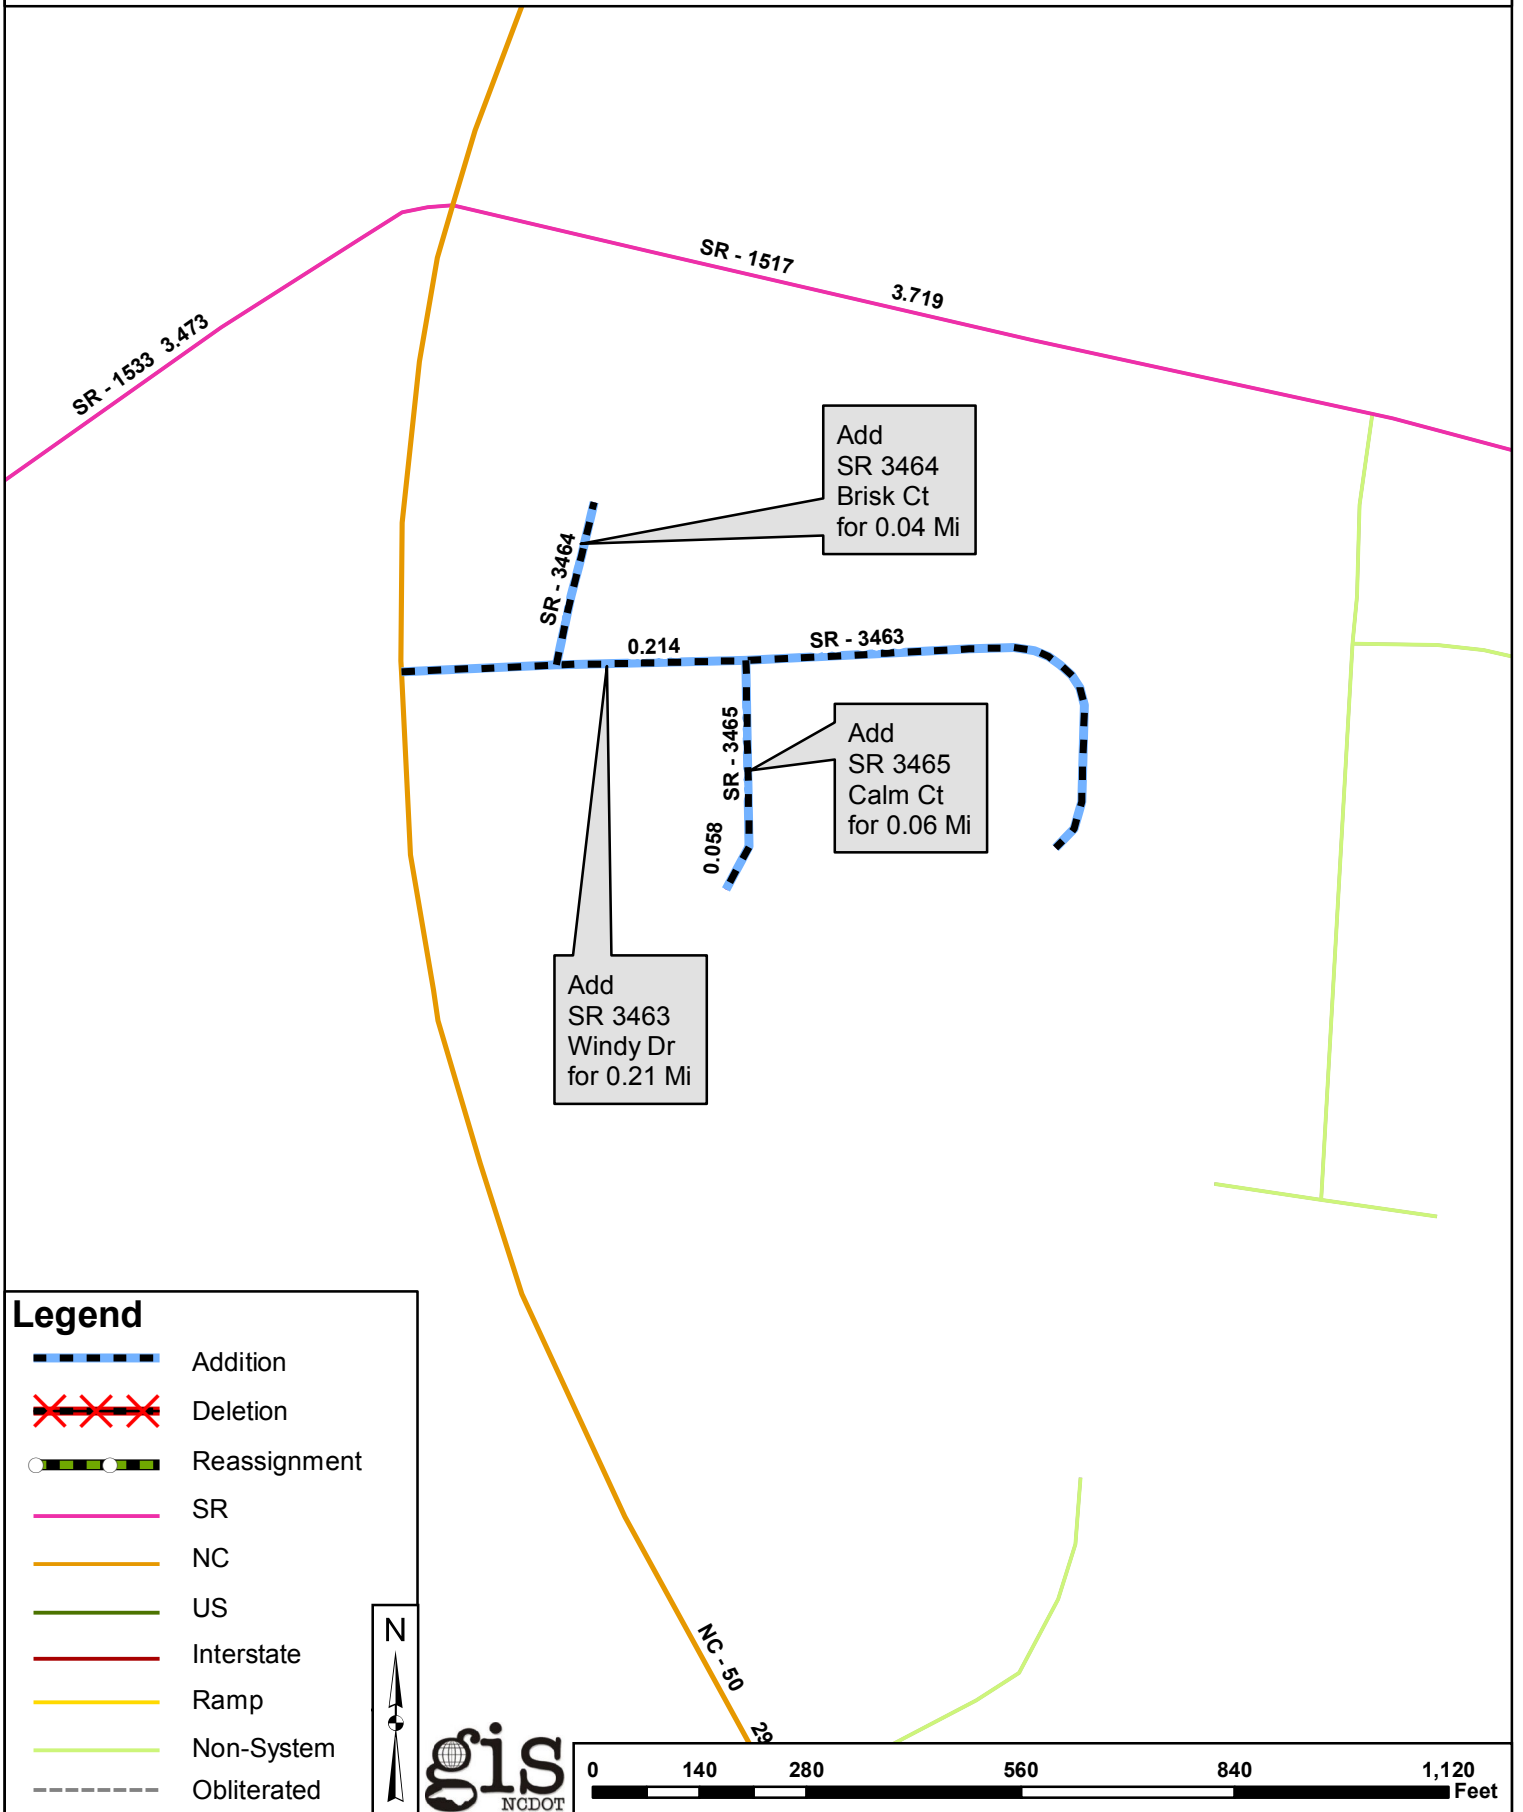 SR - 1517
3.719
SR - 1533 3.473
Add
SR 3464
Brisk Ct
for 0.04 Mi
SR - 3464
0.214
SR - 3463
SR - 3465
0.058
Add
SR 3465
Calm Ct
for 0.06 Mi
Add
SR 3463
Windy Dr
for 0.21 Mi
NC - 50
29
Legend
Addition
Deletion
Reassignment
SR
NC
US
Interstate
Ramp
Non-System
Obliterated
N
gis
NCDOT
0 140 280 560 840 1,120
Feet